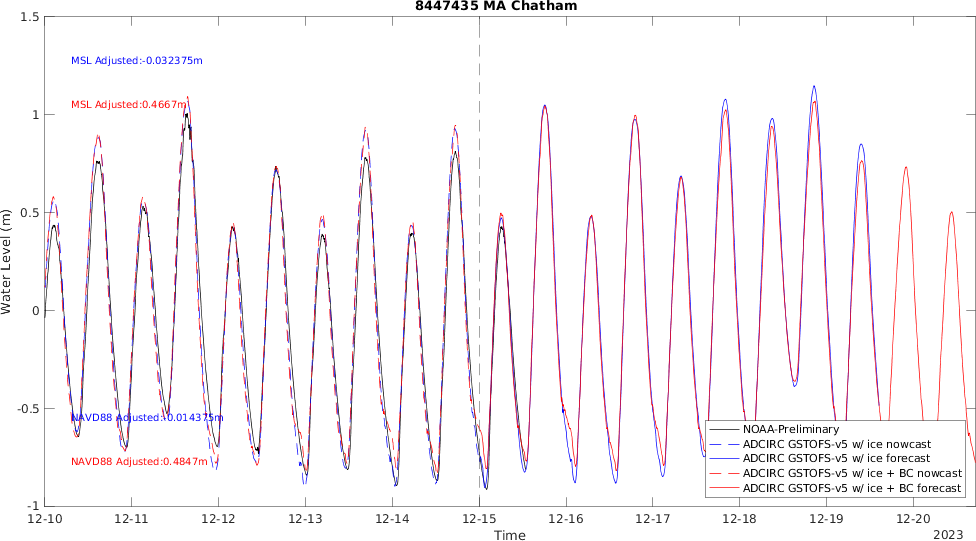 8447435 MA Chatham
1.5
MSL Adjusted:-0.032375m
MSL Adjusted:0.4667m
1
0.5
Water Level (m)
0
-0.5
NAVD88 Adjusted:-0.014375m
NAVD88 Adjusted:0.4847m
-1
NOAA-Preliminary
ADCIRC GSTOFS-v5 w/ ice nowcast
ADCIRC GSTOFS-v5 w/ ice forecast
ADCIRC GSTOFS-v5 w/ ice + BC nowcast
ADCIRC GSTOFS-v5 w/ ice + BC forecast
12-10 12-11 12-12 12-13 12-14 12-15 12-16 12-17 12-18 12-19 12-20
Time
2023